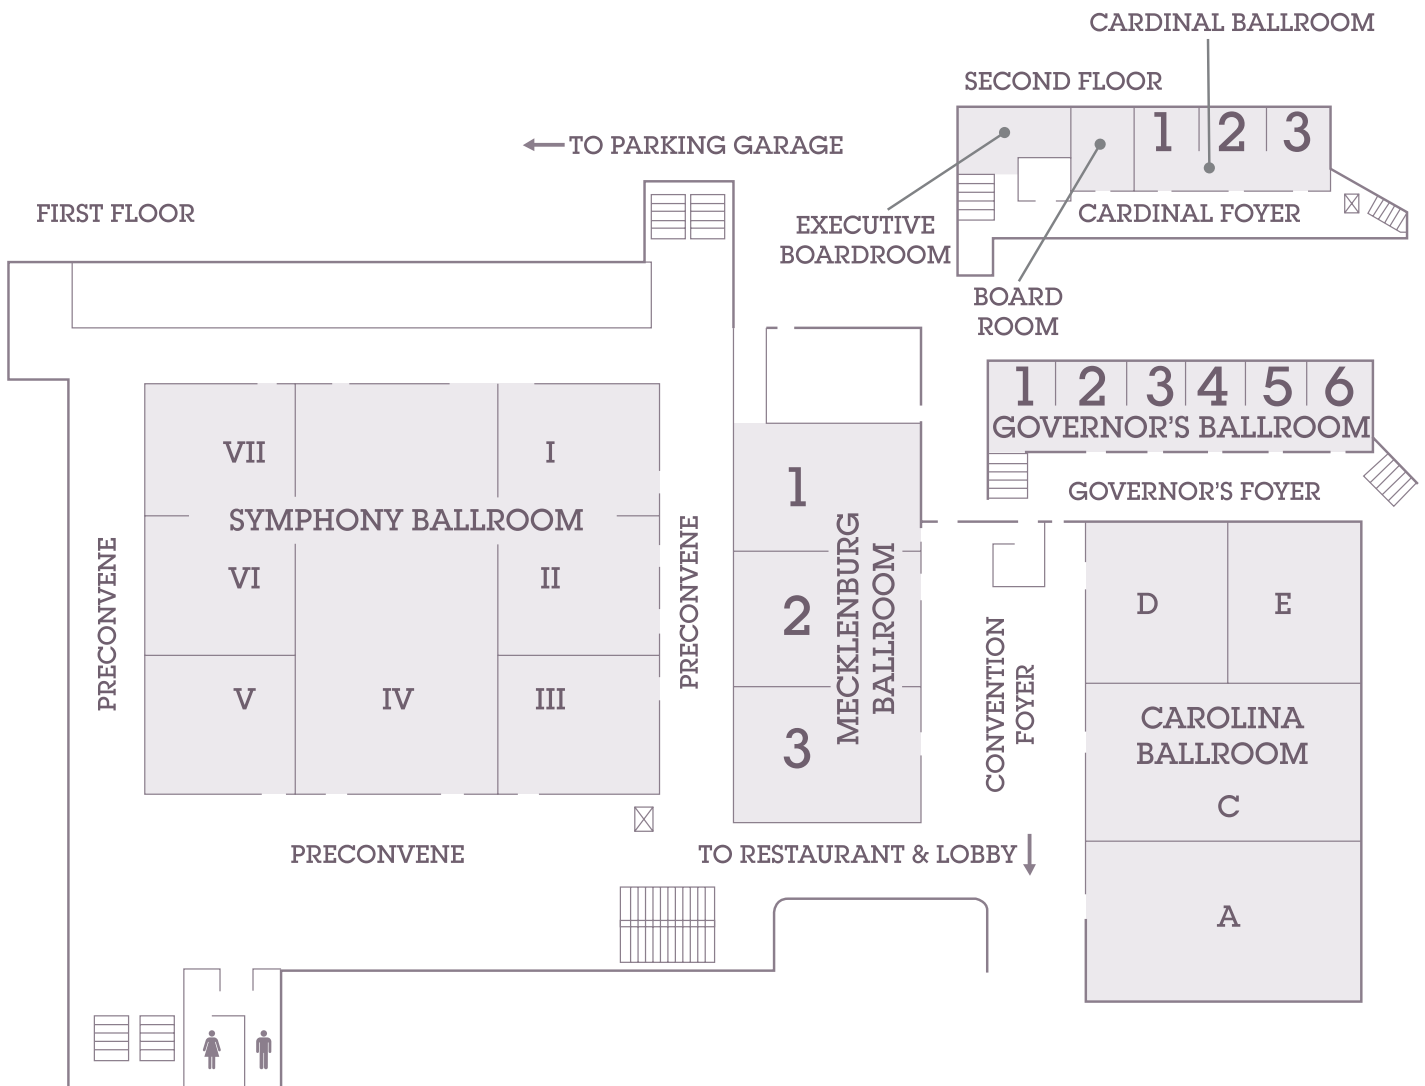 CARDINAL BALLROOM
SECOND FLOOR
1 2 3
TO PARKING GARAGE
FIRST FLOOR
CARDINAL FOYER
EXECUTIVE
BOARDROOM
BOARD
ROOM
1 2 3 4 5 6
GOVERNOR'S BALLROOM
GOVERNOR'S FOYER
VII
I
SYMPHONY BALLROOM
VI
II
V
IV
III
PRECONVENE
PRECONVENE
PRECONVENE
1
2
3
MECKLENBURG
BALLROOM
CONVENTION
FOYER
D
E
CAROLINA
BALLROOM
C
A
TO RESTAURANT & LOBBY